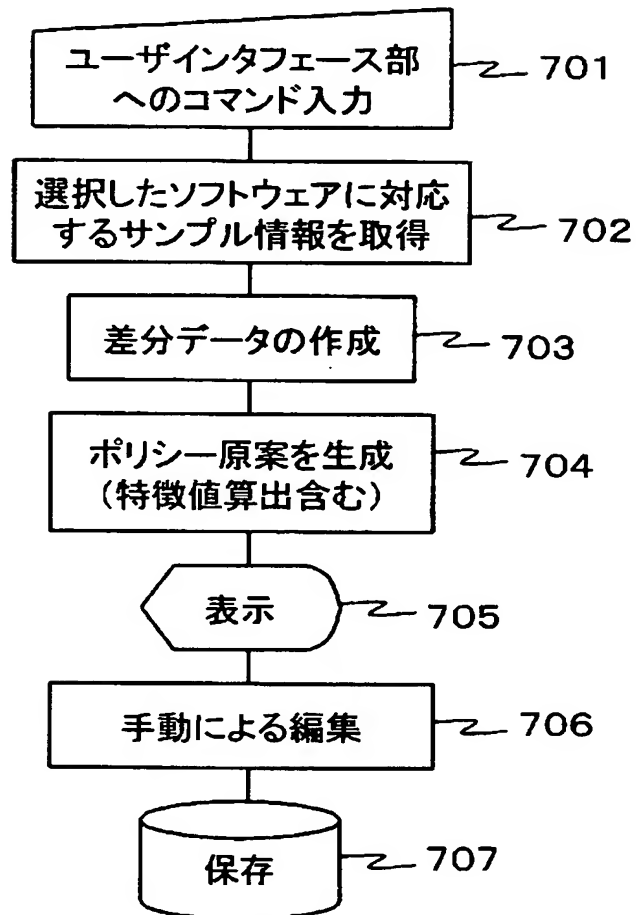 ユーザインタフェース部
へのコマンド入力
701
選択したソフトウェアに対応
するサンプル情報を取得
702
差分データの作成
703
ポリシー原案を生成
(特徴値算出含む)
704
表示
705
手動による編集
706
保存
707